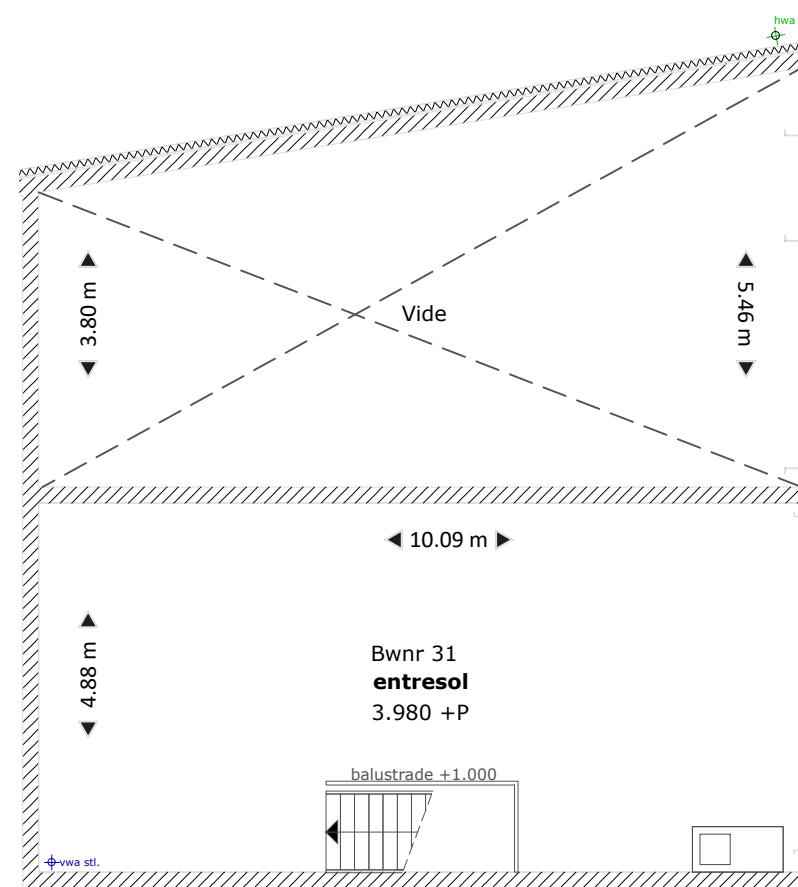 hwa
3.80 m
Vide
5.46 m
10.09 m
4.88 m
Bwnr 31
entresol
3.980 +P
balustrade +1.000
vwa stl.